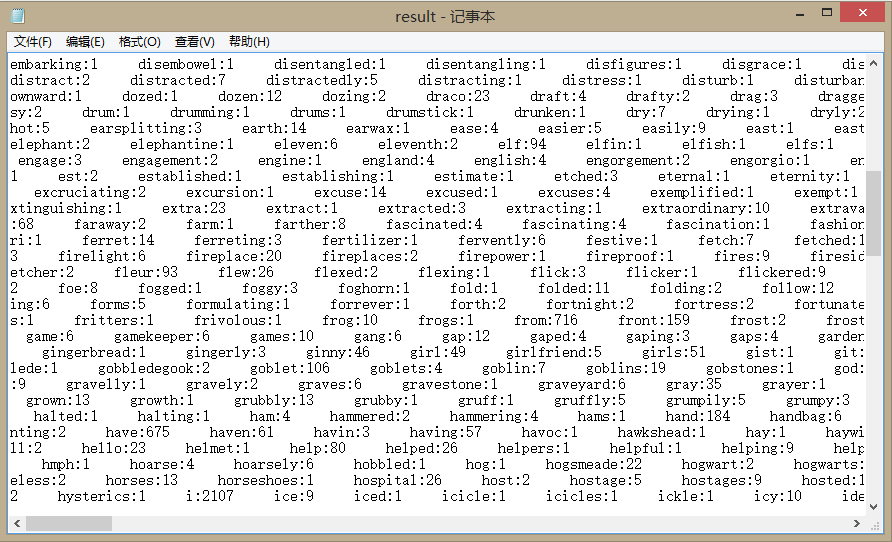 result - 记事本
文件(F) 编辑(E) 格式(O) 查看(V) 帮助(H)
embarking:1 disembowel:1 disentangled:1 disentangling:1 disfigures:1 disgrace:1 dis
distract:2 distracted:7 distractedly:5 distracting:1 distress:1 disturb:1 disturban
ownward:1 dozed:1 dozen:12 dozing:2 draco:23 draft:4 drafty:2 drag:3 dragge
sy:2 drum:1 drumming:1 drums:1 drumstick:1 drunken:1 dry:7 drying:1 dryly:2
hot:5 earsplitting:3 earth:14 earwax:1 ease:4 easier:5 easily:9 east:1 east
elephant:2 elephantine:1 eleven:6 eleventh:2 elf:94 elfin:1 elfish:1 elfs:1
engage:3 engagement:2 engine:1 england:4 english:4 engorgement:2 engorgio:1 en
1 est:2 established:1 establishing:1 estimate:1 etched:3 eternal:1 eternity:1
excruciating:2 excursion:1 excuse:14 excused:1 excuses:4 exemplified:1 exempt:1
xtinguishing:1 extra:23 extract:1 extracted:3 extracting:1 extraordinary:10 extrava
:68 faraway:2 farm:1 farther:8 fascinated:4 fascinating:4 fascination:1 fashion
ri:1 ferret:14 ferreting:3 fertilizer:1 fervently:6 festive:1 fetch:7 fetched:1
3 firelight:6 fireplace:20 fireplaces:2 firepower:1 fireproof:1 fires:9 firesid
etcher:2 fleur:93 flew:26 flexed:2 flexing:1 flick:3 flicker:1 flickered:9
2 foe:8 fogged:1 foggy:3 foghorn:1 fold:1 folded:11 folding:2 follow:12
ing:6 forms:5 formulating:1 forrever:1 forth:2 fortnight:2 fortress:2 fortunate
s:1 fritters:1 frivolous:1 frog:10 frogs:1 from:716 front:159 frost:2 frost
game:6 gamekeeper:6 games:10 gang:6 gap:12 gaped:4 gaping:3 gaps:4 garden
gingerbread:1 gingerly:3 ginny:46 girl:49 girlfriend:5 girls:51 gist:1 git:
lede:1 gobbledegook:2 goblet:106 goblets:4 goblin:7 goblins:19 gobstones:1 god:
:9 gravelly:1 gravely:2 graves:6 gravestone:1 graveyard:6 gray:35 grayer:1
grown:13 growth:1 grubbly:13 grubby:1 gruff:1 gruffly:5 grumpily:5 grumpy:3
halted:1 halting:1 ham:4 hammered:2 hammering:4 hams:1 hand:184 handbag:6
nting:2 have:675 haven:61 havin:3 having:57 havoc:1 hawkshead:1 hay:1 haywi
ll:2 hello:23 helmet:1 help:80 helped:26 helpers:1 helpful:1 helping:9 help
hmph:1 hoarse:4 hoarsely:6 hobbled:1 hog:1 hogsmeade:22 hogwart:2 hogwarts:
eless:2 horses:13 horseshoes:1 hospital:26 host:2 hostage:5 hostages:9 hosted:1
2 hysterics:1 i:2107 ice:9 iced:1 icicle:1 icicles:1 ickle:1 icy:10 ide